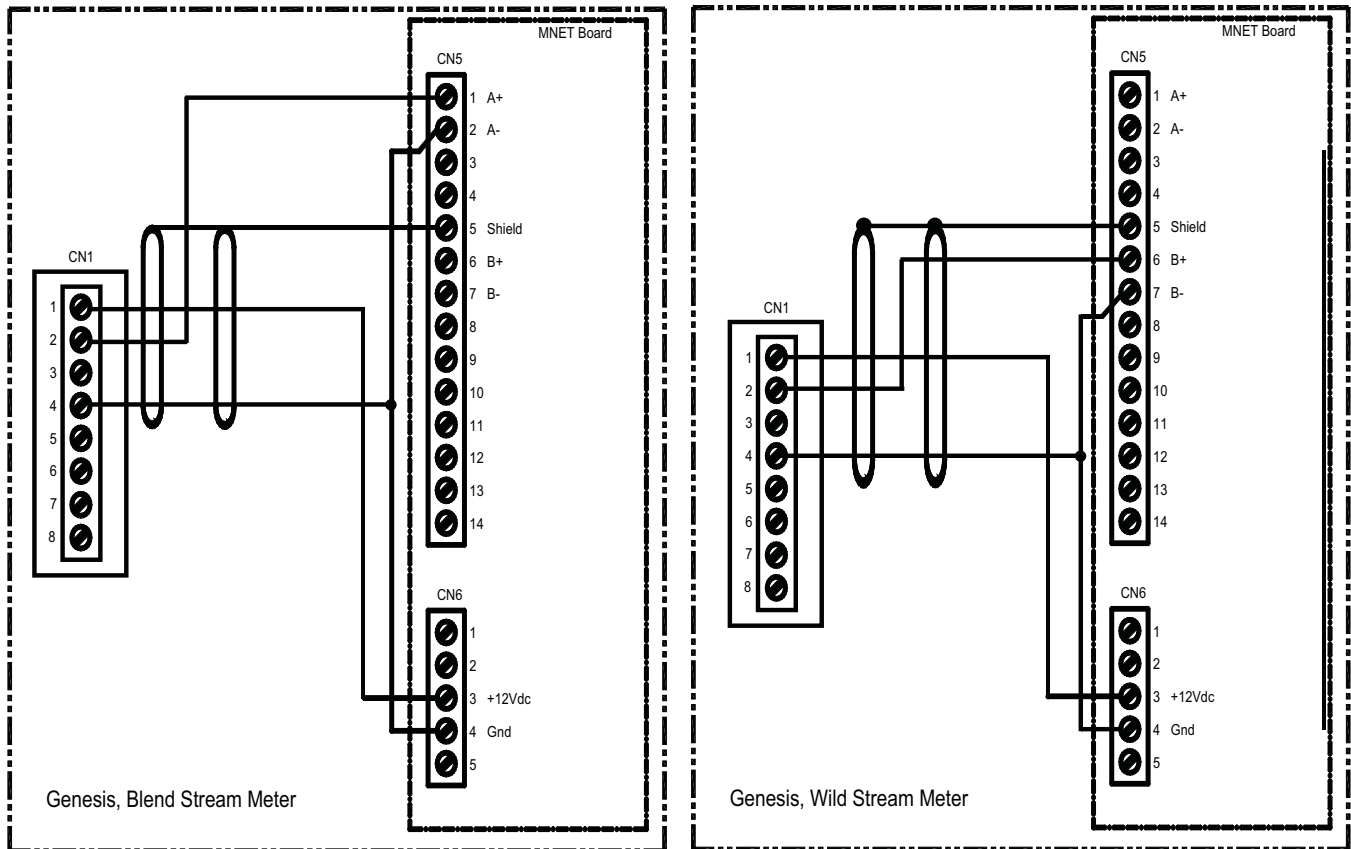 MNET Board
CN5
1 A+
2 A-
3
4
5 Shield
6 B+
7 B-
8
9
10
11
12
13
14
CN1
1
2
3
4
5
6
7
8
CN6
1
2
3 +12Vdc
4 Gnd
5
Genesis, Blend Stream Meter
MNET Board
CN5
1 A+
2 A-
3
4
5 Shield
6 B+
7 B-
8
9
10
11
12
13
14
CN1
1
2
3
4
5
6
7
8
CN6
1
2
3 +12Vdc
4 Gnd
5
Genesis, Wild Stream Meter